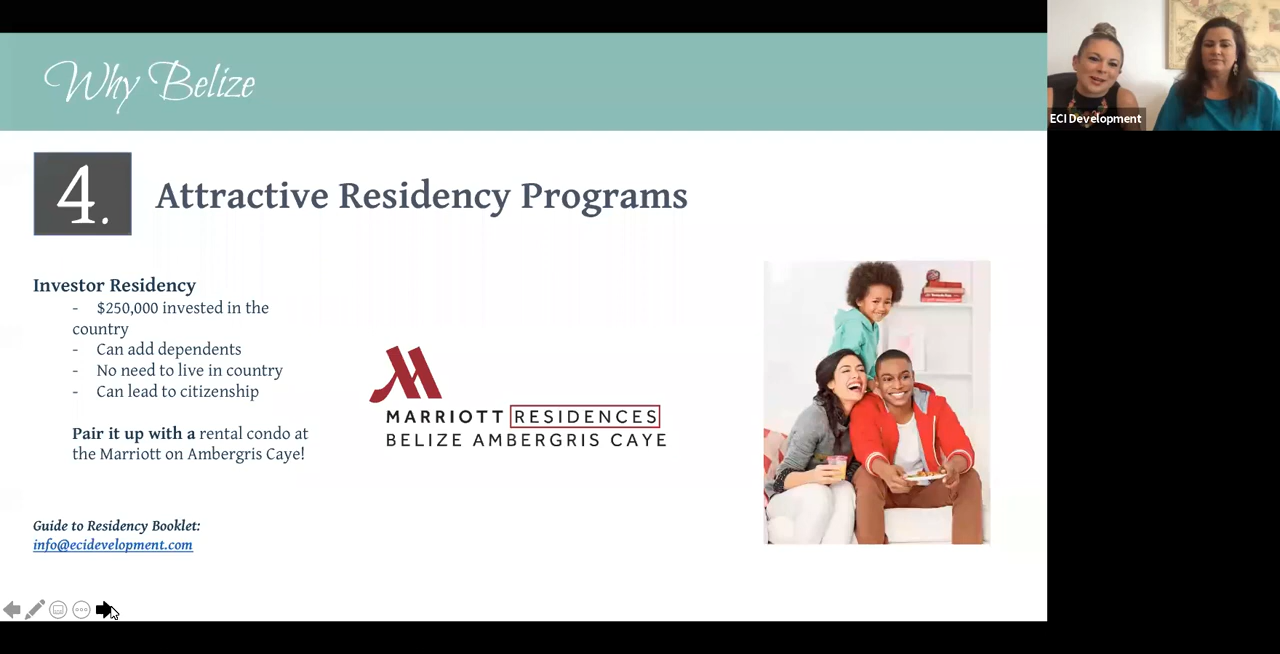 Why Belize
ECI Development
4.
Attractive Residency Programs
Investor Residency
- $250,000 invested in the
country
- Can add dependents
- No need to live in country
- Can lead to citizenship
Pair it up with a rental condo at
the Marriott on Ambergris Caye!
MARRIOTT RESIDENCES
BELIZE AMBERGRIS CAYE
Guide to Residency Booklet:
info@ecidevelopment.com